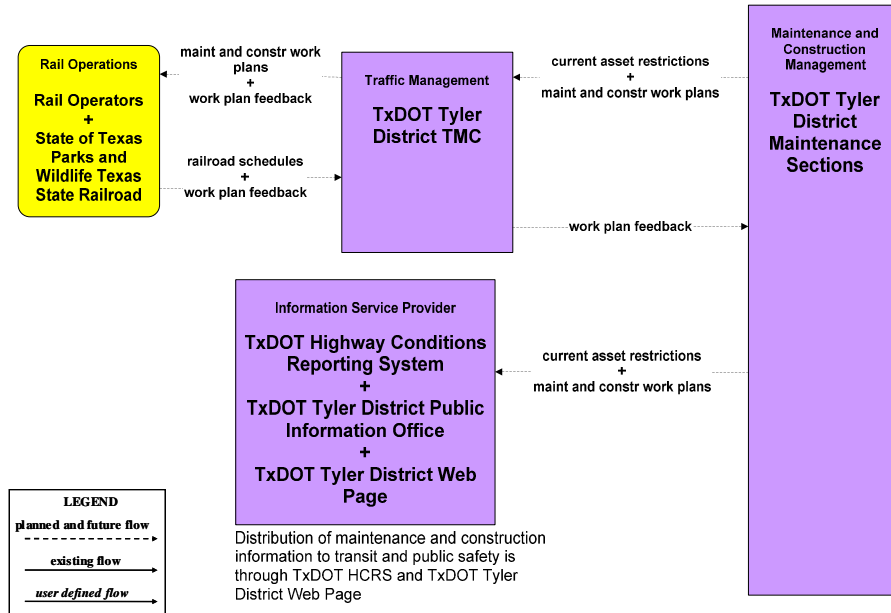 Rail Operations
Rail Operators
+
State of Texas
Parks and
Wildlife Texas
State Railroad
maint and constr work
plans
+
work plan feedback
railroad schedules
+
work plan feedback
Traffic Management
TxDOT Tyler
District TMC
current asset restrictions
+
maint and constr work plans
work plan feedback
Maintenance and
Construction
Management
TxDOT Tyler
District
Maintenance
Sections
Information Service Provider
TxDOT Highway Conditions
Reporting System
+
TxDOT Tyler District Public
Information Office
+
TxDOT Tyler District Web
Page
current asset restrictions
+
maint and constr work plans
Distribution of maintenance and construction
information to transit and public safety is
through TxDOT HCRS and TxDOT Tyler
District Web Page
LEGEND
planned and future flow
existing flow
user defined flow